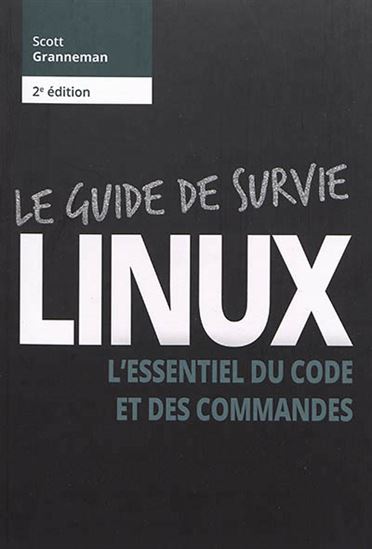 Scott
Granneman
2e édition
LE GUIDE DE SURVIE
LINUX
L'ESSENTIEL DU CODE
ET DES COMMANDES